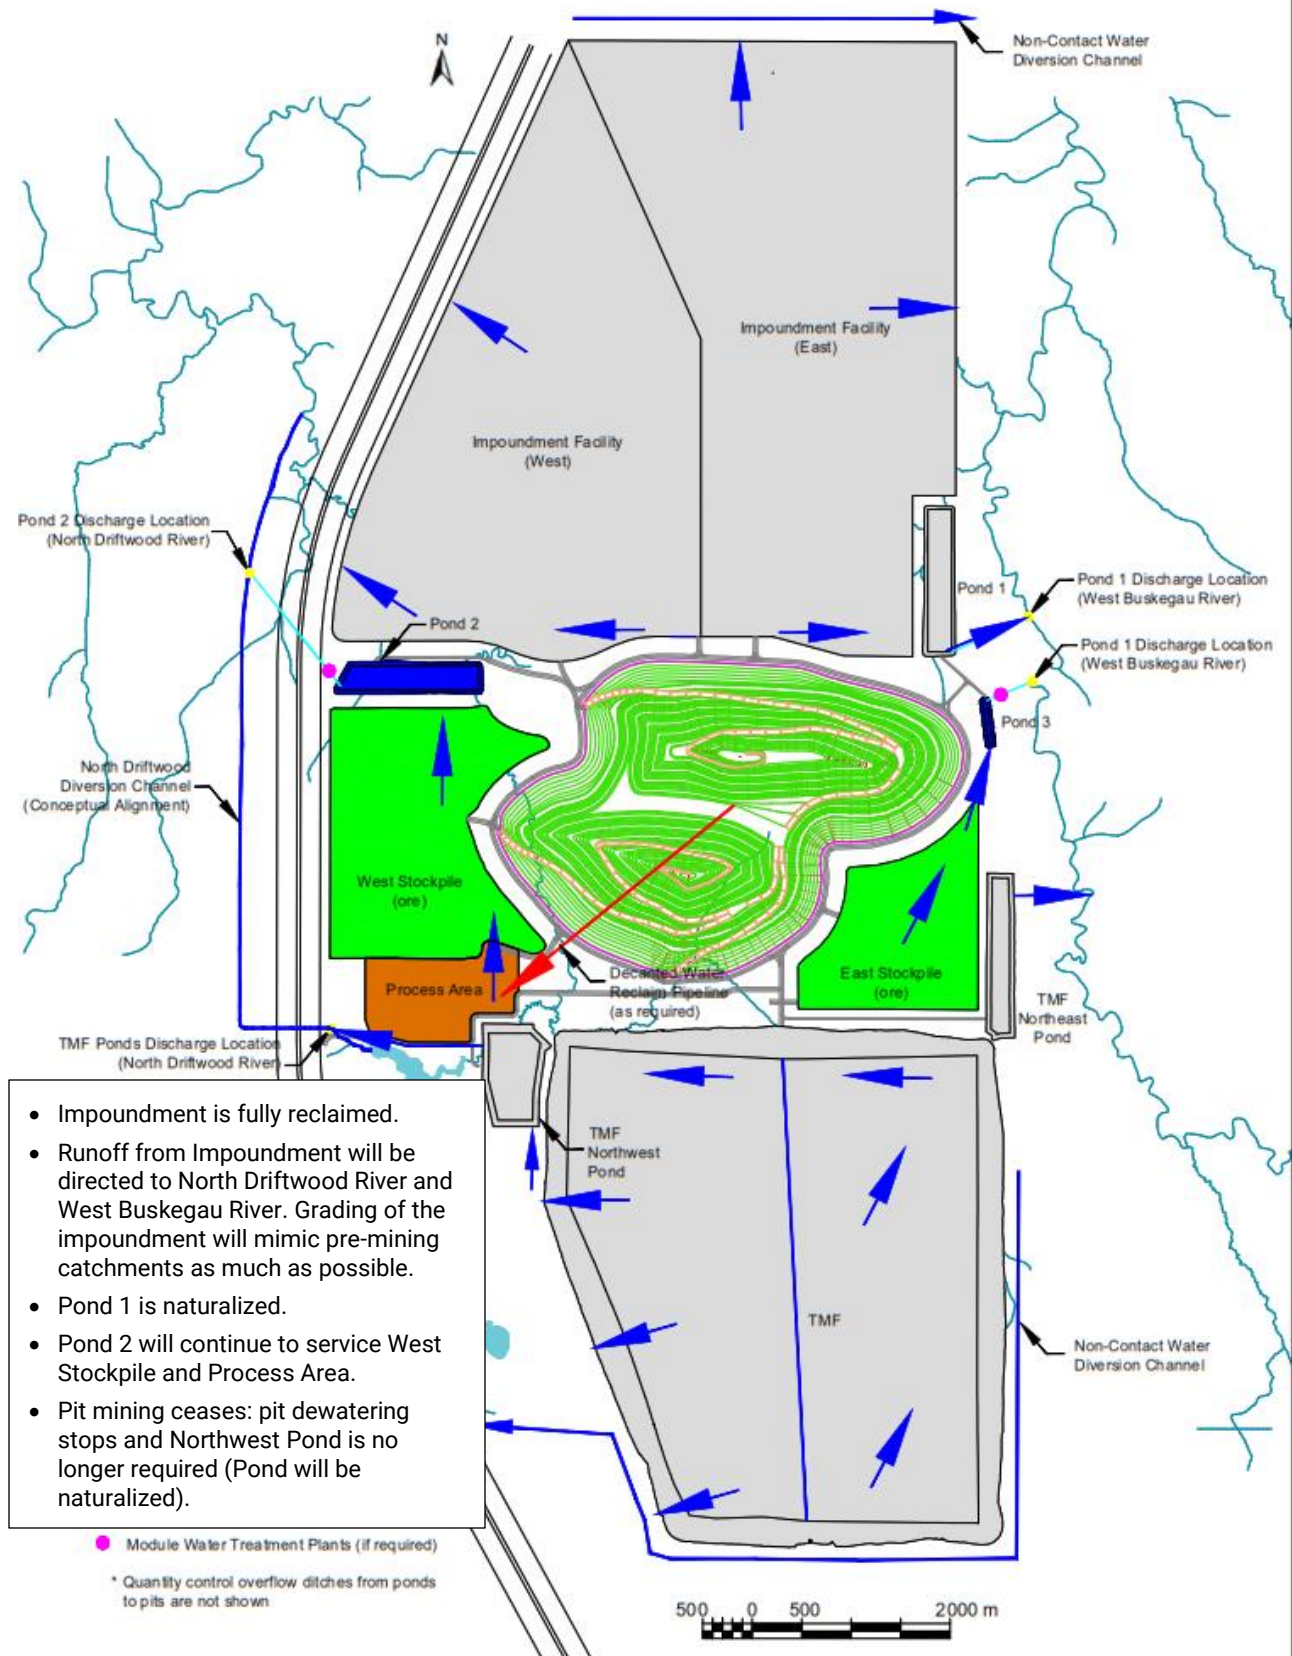 N
Non-Contact Water
Diversion Channel
Impoundment Facility
(East)
Impoundment Facility
(West)
Pond 2 Discharge Location
(North Driftwood River)
Pond 1
Pond 1 Discharge Location
(West Buskegau River)
Pond 2
Pond 1 Discharge Location
(West Buskegau River)
Pond 3
North Driftwood
Diversion Channel
(Conceptual Alignment)
West Stockpile
(ore)
East Stockpile
(ore)
Process Area
Decanted Water
Reclaim Pipeline
(as required)
TMF
Northeast
Pond
TMF Ponds Discharge Location
(North Driftwood River)
TMF
Northwest
Pond
• Impoundment is fully reclaimed.
• Runoff from Impoundment will be
directed to North Driftwood River and
West Buskegau River. Grading of the
impoundment will mimic pre-mining
catchments as much as possible.
• Pond 1 is naturalized.
• Pond 2 will continue to service West
Stockpile and Process Area.
• Pit mining ceases: pit dewatering
stops and Northwest Pond is no
longer required (Pond will be
naturalized).
TMF
Non-Contact Water
Diversion Channel
Module Water Treatment Plants (if required)
* Quantity control overflow ditches from ponds
to pits are not shown
500 0 500 2000 m